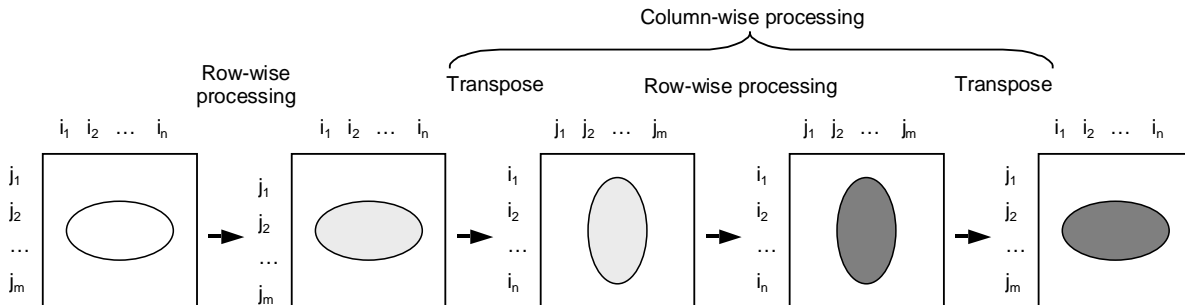 Column-wise processing
Row-wise
processing
Transpose
Row-wise processing
Transpose
i₁ i₂ … iₙ
i₁ i₂ … iₙ
j₁ j₂ … jₘ
j₁ j₂ … jₘ
i₁ i₂ … iₙ
j₁
j₂
…
jₘ
j₁
j₂
…
jₘ
i₁
i₂
…
iₙ
i₁
i₂
…
iₙ
j₁
j₂
…
jₘ